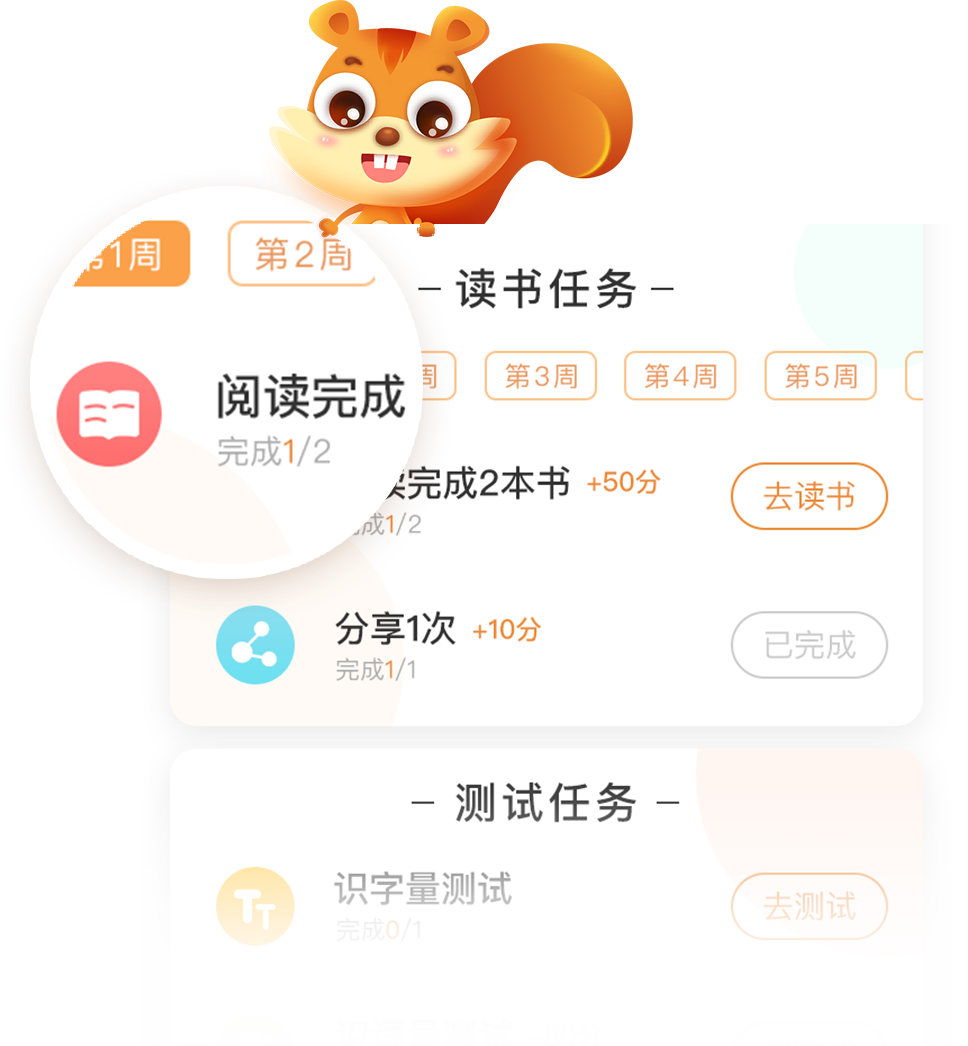 第1周
第2周
阅读完成
完成1/2
读书任务
周
第3周
第4周
第5周
读完成2本书 +50分
去读书
成1/2
分享1次 +10分
完成1/1
已完成
测试任务
识字量测试
完成0/1
去测试